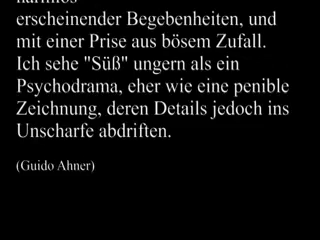 erscheinender Begebenheiten, und
mit einer Prise aus bösem Zufall.
Ich sehe "Süß" ungern als ein
Psychodrama, eher wie eine penible
Zeichnung, deren Details jedoch ins
Unscharfe abdriften.
(Guido Ahner)